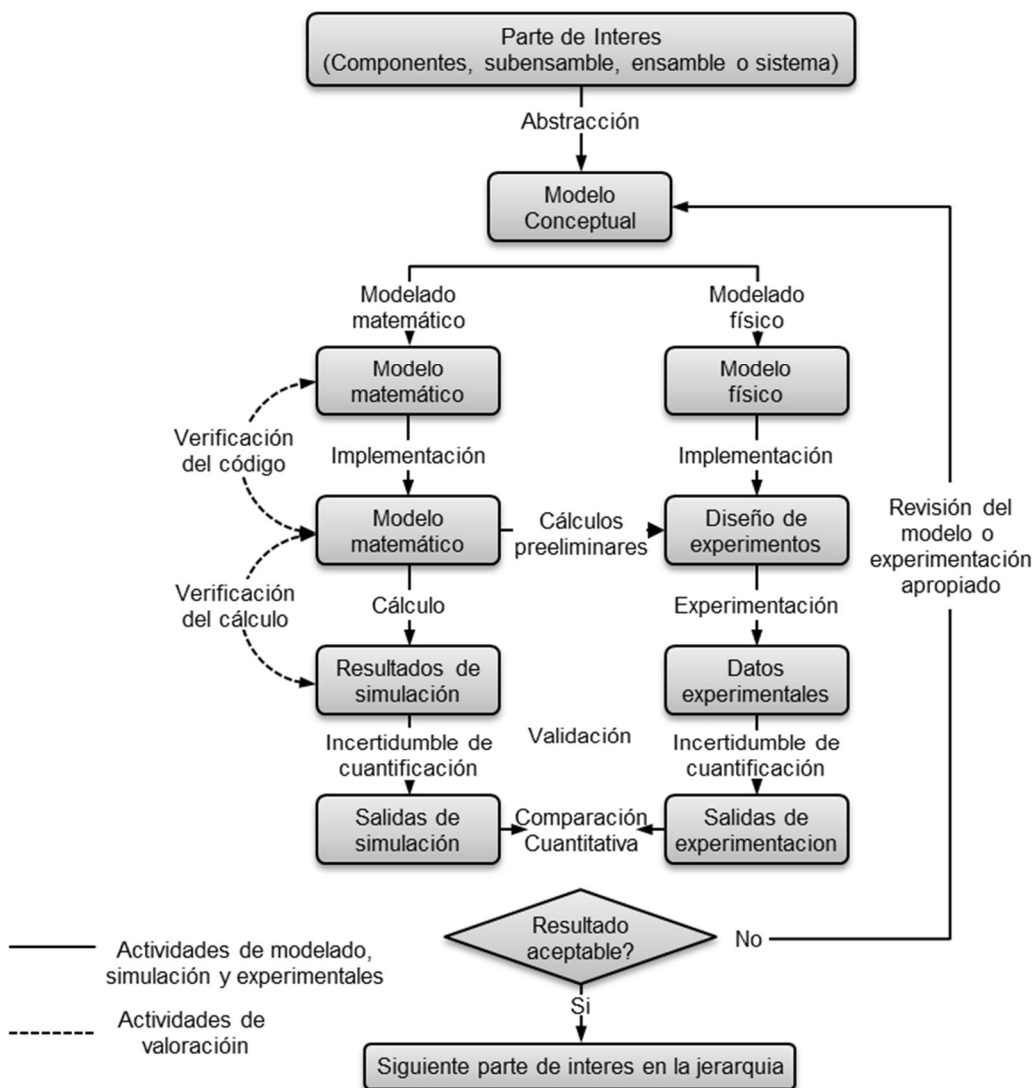 Parte de Interes
(Componentes, subensamble, ensamble o sistema)
Abstracción
Modelo
Conceptual
Modelado
matemático
Modelado
físico
Modelo
matemático
Modelo
físico
Verificación
del código
Implementación
Implementación
Modelo
matemático
Cálculos
preeliminares
Diseño de
experimentos
Revisión del
modelo o
experimentación
apropiado
Verificación
del cálculo
Cálculo
Experimentación
Resultados de
simulación
Datos
experimentales
Incertidumble de
cuantificación
Validación
Incertidumble de
cuantificación
Salidas de
simulación
Comparación
Cuantitativa
Salidas de
experimentacion
Resultado
aceptable?
No
Actividades de modelado,
simulación y experimentales
Si
Actividades de
valoracióin
Siguiente parte de interes en la jerarquia